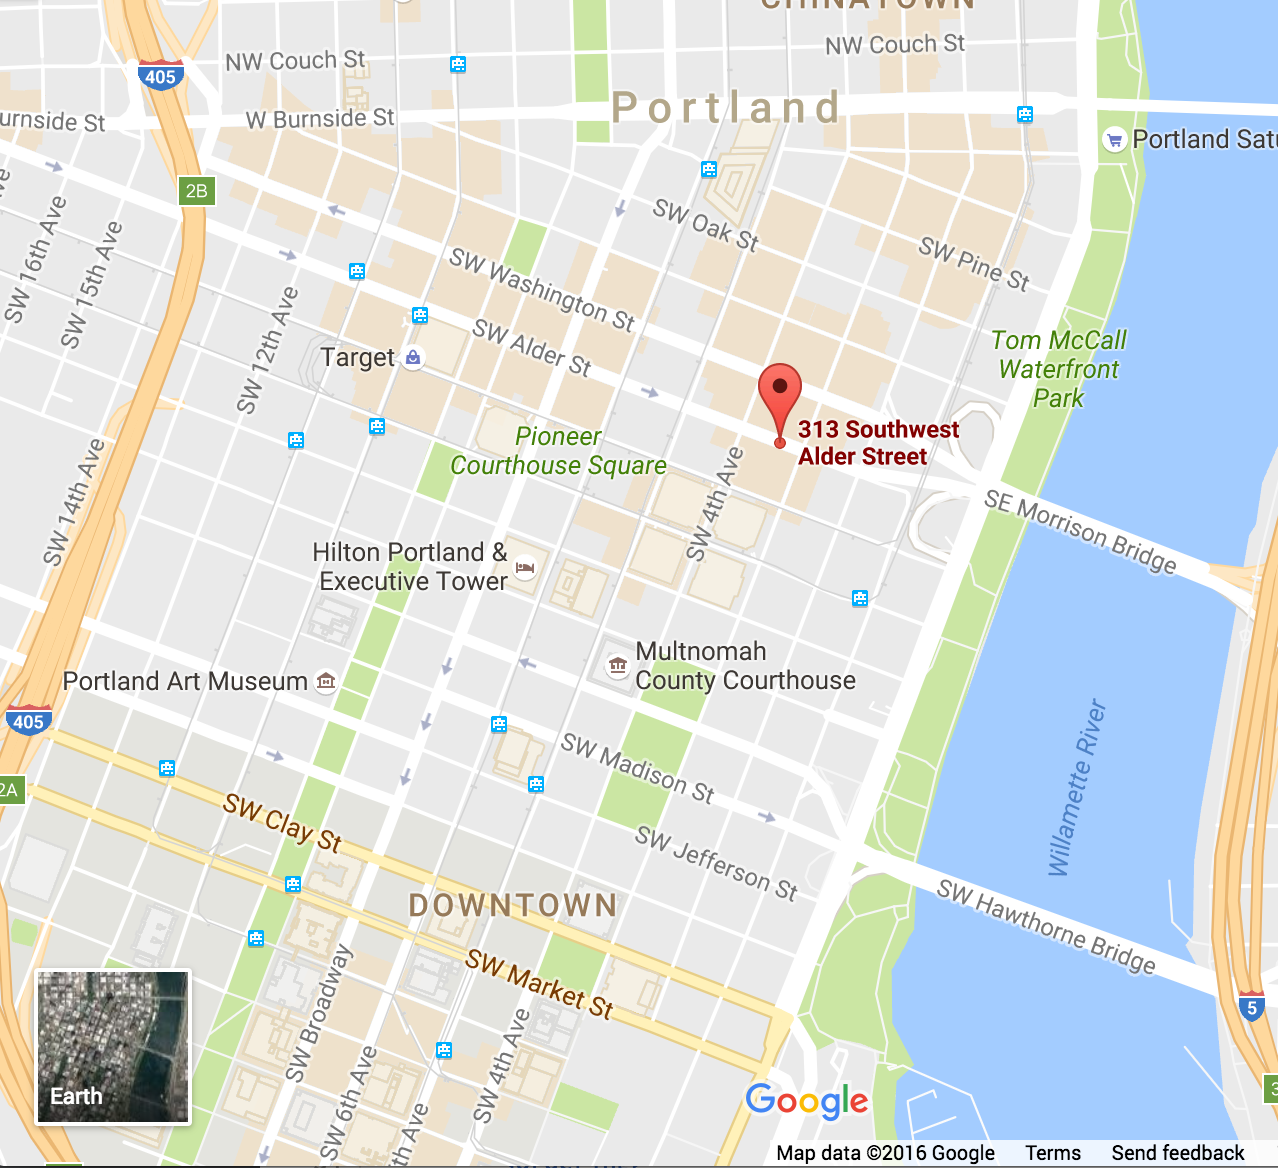 CHINATOWN
NW Couch St
NW Couch St
405
Portland
W Burnside St
urnside St
Portland Satu
2B
SW 16th Ave
SW 15th Ave
SW Oak St
SW Pine St
SW Washington St
SW 12th Ave
SW Alder St
Target
Tom McCall
Waterfront
Park
313 Southwest
Alder Street
Pioneer
Courthouse Square
SW 4th Ave
SW 14th Ave
SE Morrison Bridge
Hilton Portland &
Executive Tower
Multnomah
County Courthouse
Portland Art Museum
405
SW Madison St
Willamette River
2A
SW Clay St
SW Jefferson St
DOWNTOWN
SW Hawthorne Bridge
SW Market St
5
SW Broadway
SW 4th Ave
SW 6th Ave
th Ave
3
Earth
Google
Map data ©2016 Google Terms Send feedback